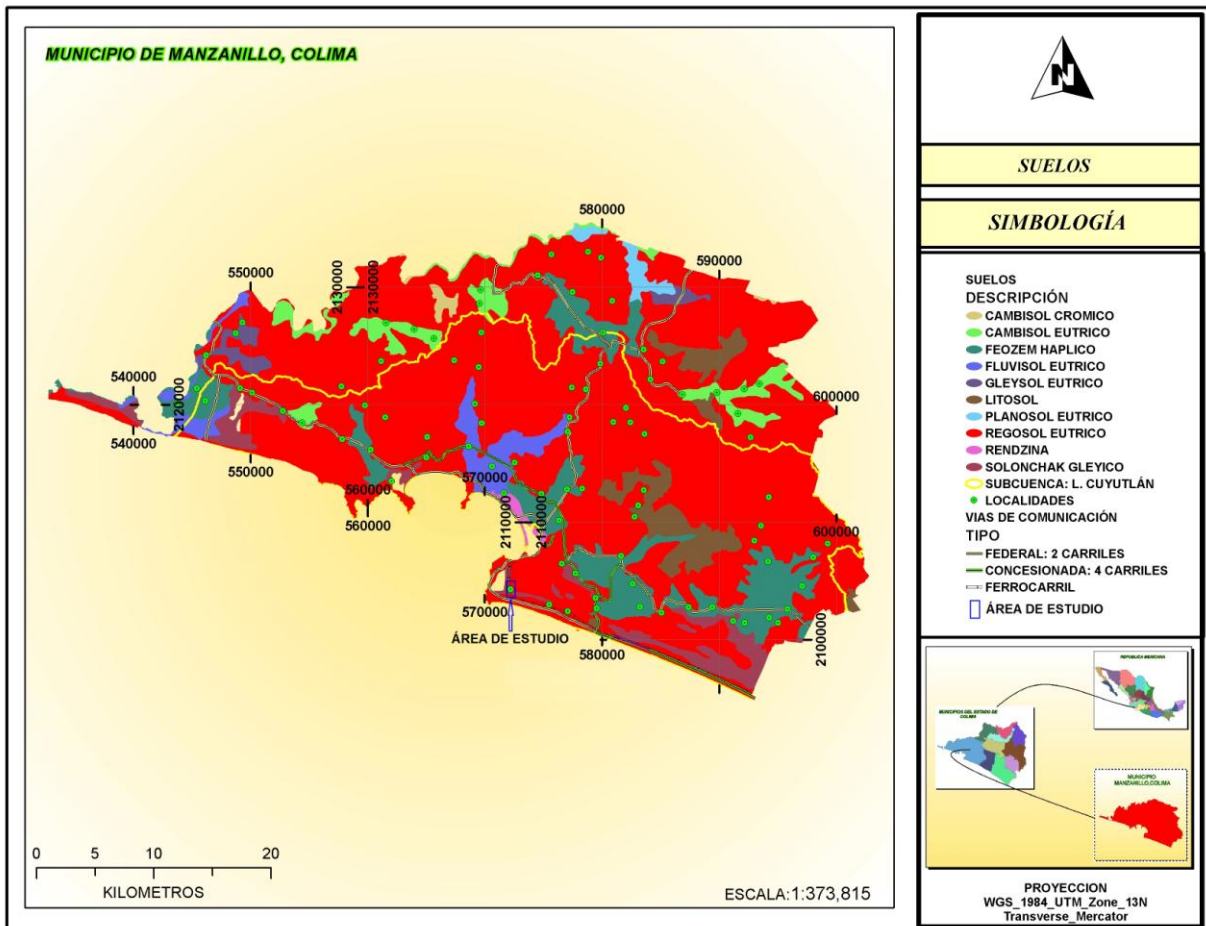 MUNICIPIO DE MANZANILLO, COLIMA
580000
590000
550000
2130000
2130000
540000
2120000
540000
600000
550000
570000
560000
560000
2110000
2110000
600000
570000
ÁREA DE ESTUDIO
580000
2100000
0 5 10 20
KILOMETROS
ESCALA:1:373,815
N
SUELOS
SIMBOLOGÍA
SUELOS
DESCRIPCIÓN
CAMBISOL CROMICO
CAMBISOL EUTRICO
FEOZEM HAPLICO
FLUVISOL EUTRICO
GLEYSOL EUTRICO
LITOSOL
PLANOSOL EUTRICO
REGOSOL EUTRICO
RENDZINA
SOLONCHAK GLEYICO
SUBCUENCA: L. CUYUTLÁN
LOCALIDADES
VIAS DE COMUNICACIÓN
TIPO
FEDERAL: 2 CARRILES
CONCESIONADA: 4 CARRILES
FERROCARRIL
ÁREA DE ESTUDIO
REPUBLICA MEXICANA
MUNICIPIOS DEL ESTADO DE
COLIMA
MUNICIPIO
MANZANILLO,COLIMA
PROYECCION
WGS_1984_UTM_Zone_13N
Transverse_Mercator